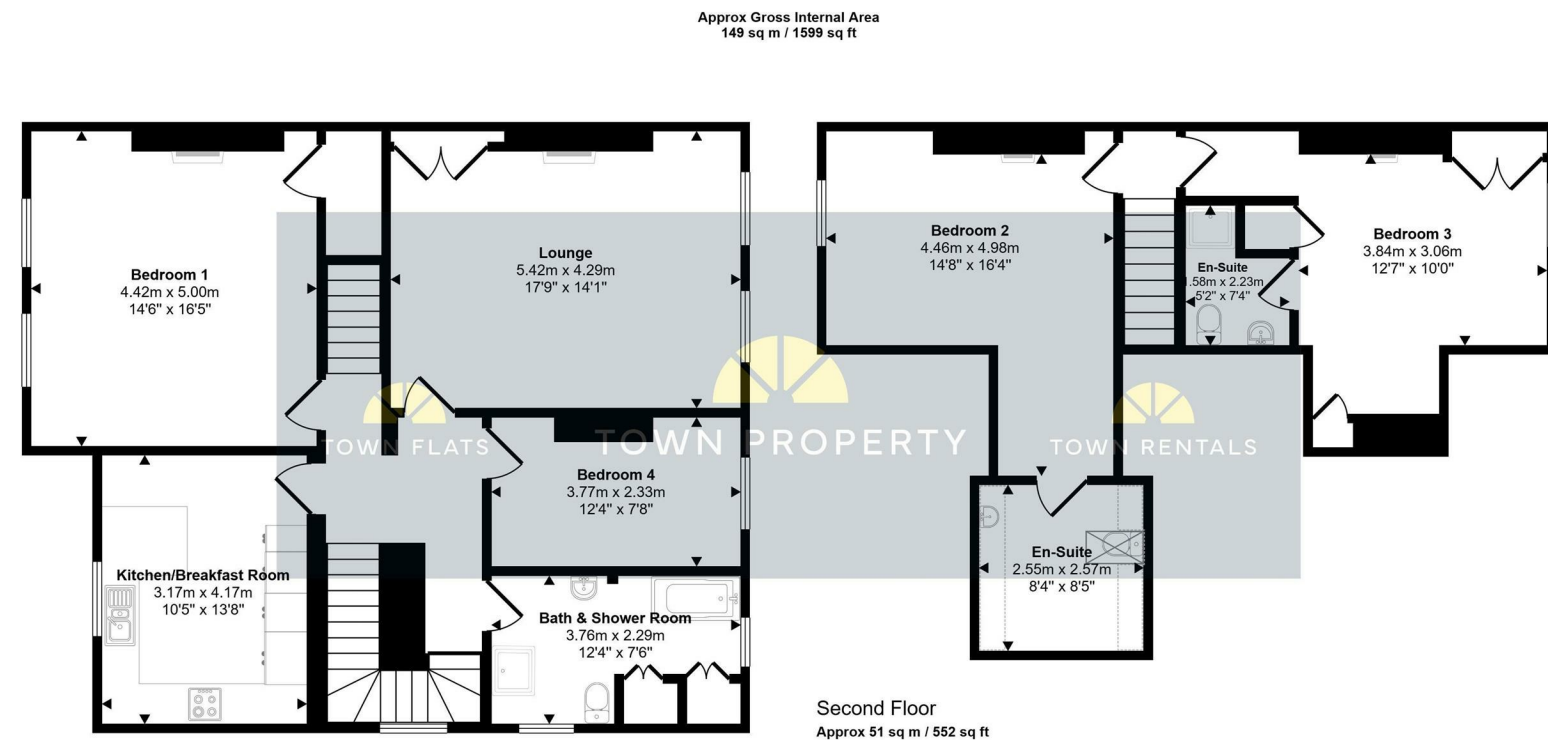 Approx Gross Internal Area
149 sq m / 1599 sq ft
Bedroom 1
4.42m x 5.00m
14'6" x 16'5"
Lounge
5.42m x 4.29m
17'9" x 14'1"
Bedroom 2
4.46m x 4.98m
14'8" x 16'4"
En-Suite
1.58m x 2.23m
5'2" x 7'4"
Bedroom 3
3.84m x 3.06m
12'7" x 10'0"
TOWN FLATS
TOWN PROPERTY
TOWN RENTALS
Bedroom 4
3.77m x 2.33m
12'4" x 7'8"
Kitchen/Breakfast Room
3.17m x 4.17m
10'5" x 13'8"
Bath & Shower Room
3.76m x 2.29m
12'4" x 7'6"
En-Suite
2.55m x 2.57m
8'4" x 8'5"
Second Floor
Approx 51 sq m / 552 sq ft